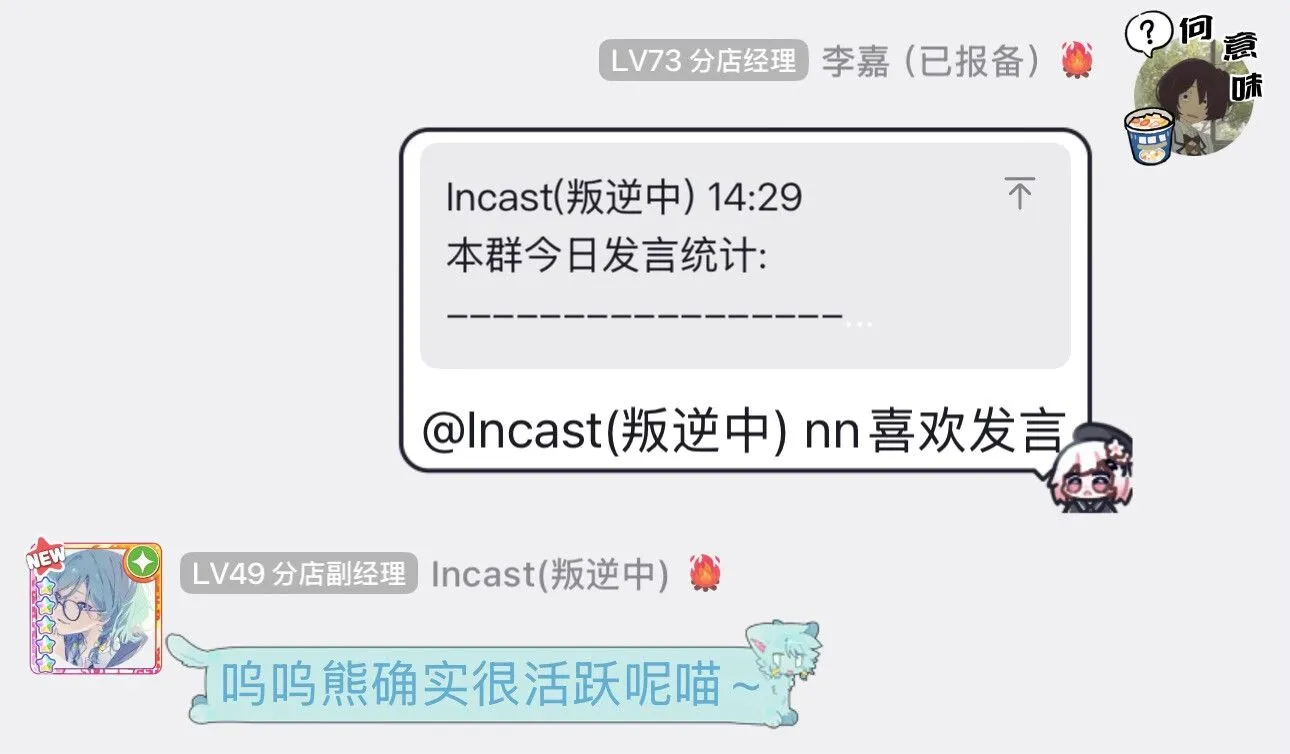 LV73 分店经理 李嘉 (已报备)
? 何意味
Incast(叛逆中) 14:29
本群今日发言统计:
-----------------...
@Incast(叛逆中) nn喜欢发言
NEW
LV49 分店副经理 Incast(叛逆中)
呜呜熊确实很活跃呢喵~